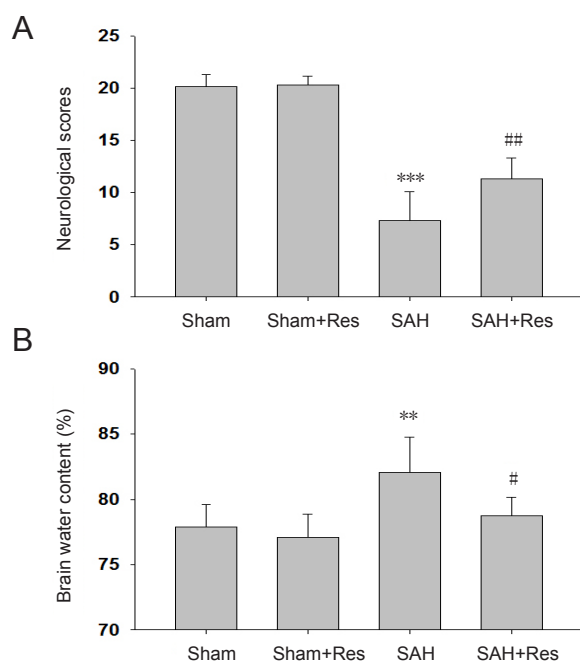 A
Neurological scores
25
20
15
10
5
0
***
##
Sham Sham+Res SAH SAH+Res
B
Brain water content (%)
90
85
80
75
70
**
#
Sham Sham+Res SAH SAH+Res